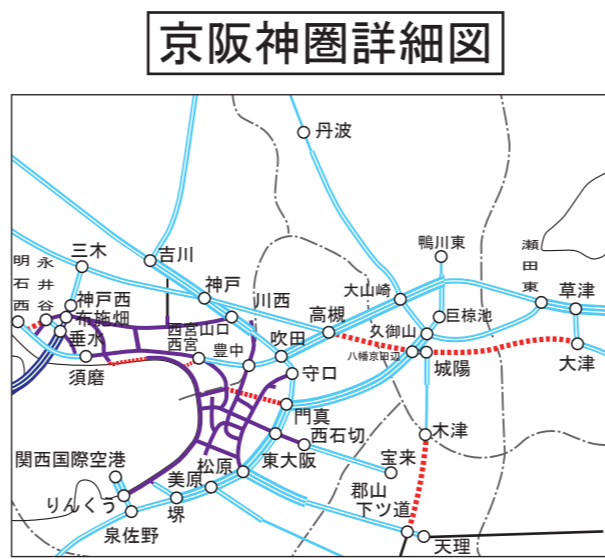 京阪神圏詳細図
丹波
鴨川東
瀬田東
明石西
永井谷
三木
吉川
神戸
川西
高槻
大山崎
巨椋池
草津
神戸西
布施畑
西宮山口
久御山
垂水
西宮
豊中
吹田
八幡京田辺
城陽
大津
須磨
守口
門真
西石切
木津
関西国際空港
松原
東大阪
宝来
りんくう
美原
郡山
下ツ道
泉佐野
堺
天理